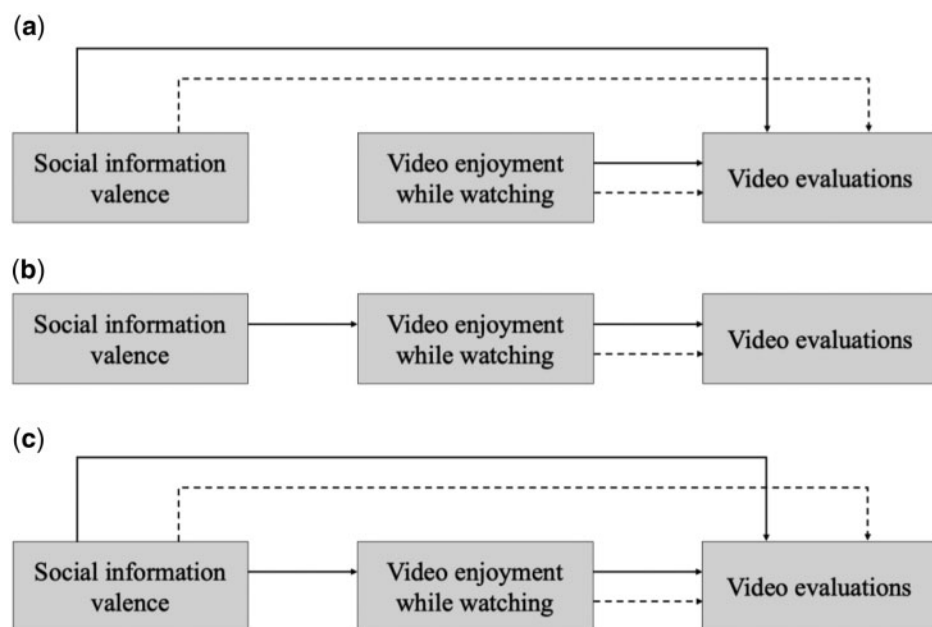 (a)
Social information
valence
Video enjoyment
while watching
Video evaluations
(b)
Social information
valence
Video enjoyment
while watching
Video evaluations
(c)
Social information
valence
Video enjoyment
while watching
Video evaluations